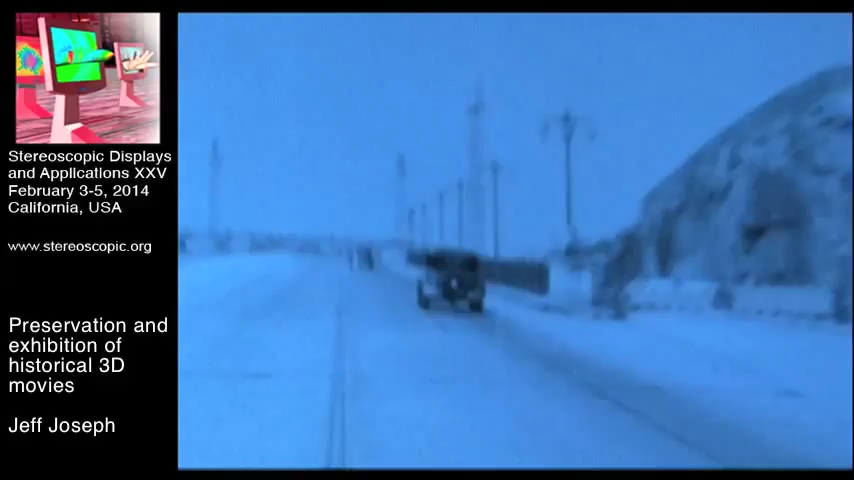 Stereoscopic Displays
and Applications XXV
February 3-5, 2014
California, USA
www.stereoscopic.org
Preservation and
exhibition of
historical 3D
movies
Jeff Joseph